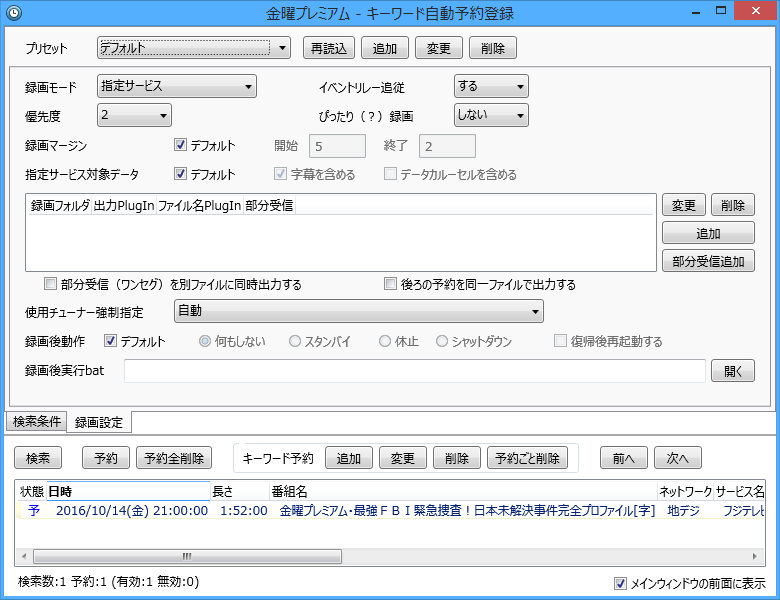 金曜プレミアム - キーワード自動予約登録
プリセット デフォルト 再読込 追加 変更 削除
録画モード 指定サービス イベントリレー追従 する
優先度 2 ぴったり（？）録画 しない
録画マージン デフォルト 開始 5 終了 2
指定サービス対象データ デフォルト 字幕を含める データカルーセルを含める
録画フォルダ 出力PlugIn ファイル名PlugIn 部分受信 変更 削除
追加
部分受信追加
部分受信（ワンセグ）を別ファイルに同時出力する 後ろの予約を同一ファイルで出力する
使用チューナー強制指定 自動
録画後動作 デフォルト 何もしない スタンバイ 休止 シャットダウン 復帰後再起動する
録画後実行bat 開く
検索条件 録画設定
検索 予約 予約全削除 キーワード予約 追加 変更 削除 予約ごと削除 前へ 次へ
状態 日時 長さ 番組名 ネットワーク サービス名
予 2016/10/14(金) 21:00:00 1:52:00 金曜プレミアム・最強ＦＢＩ緊急捜査！日本未解決事件完全プロファイル[字] 地デジ フジテレビ
検索数:1 予約:1 (有効:1 無効:0) メインウィンドウの前面に表示